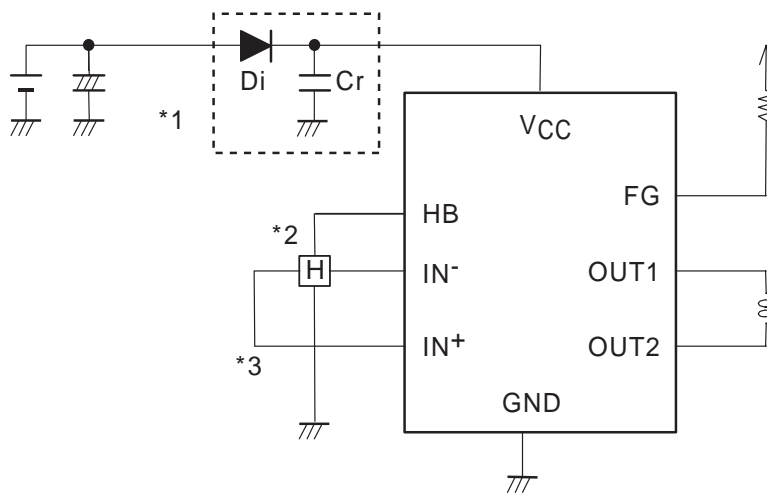 Di
Cr
*1
VCC
FG
HB
*2
H
IN-
OUT1
IN+
OUT2
*3
GND